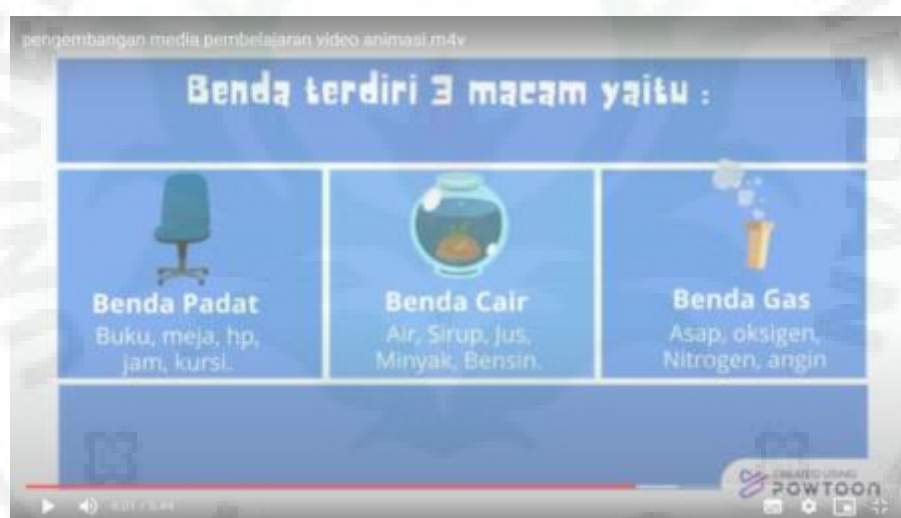 pengembangan media pembelajaran video animasi.m4v
Benda terdiri 3 macam yaitu :
Benda Padat
Buku, meja, hp,
jam, kursi.
Benda Cair
Air, Sirup, Jus,
Minyak, Bensin.
Benda Gas
Asap, oksigen,
Nitrogen, angin
CREATED USING
POWTOON